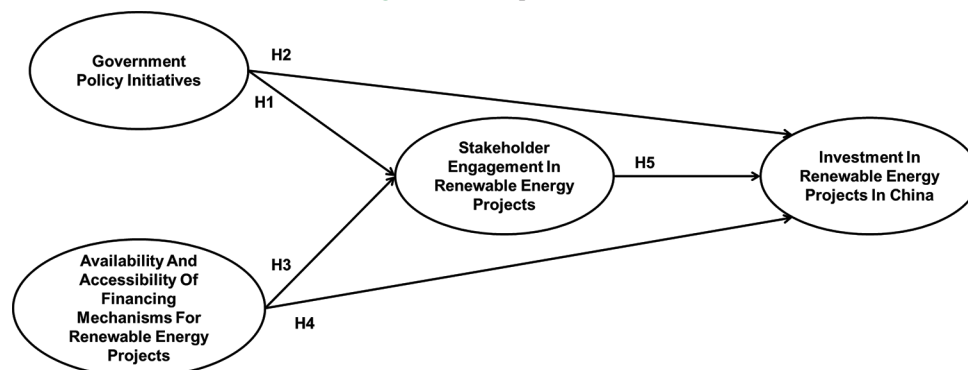 Government
Policy Initiatives
H2
H1
Stakeholder
Engagement In
Renewable Energy
Projects
H5
Investment In
Renewable Energy
Projects In China
Availability And
Accessibility Of
Financing
Mechanisms For
Renewable Energy
Projects
H3
H4